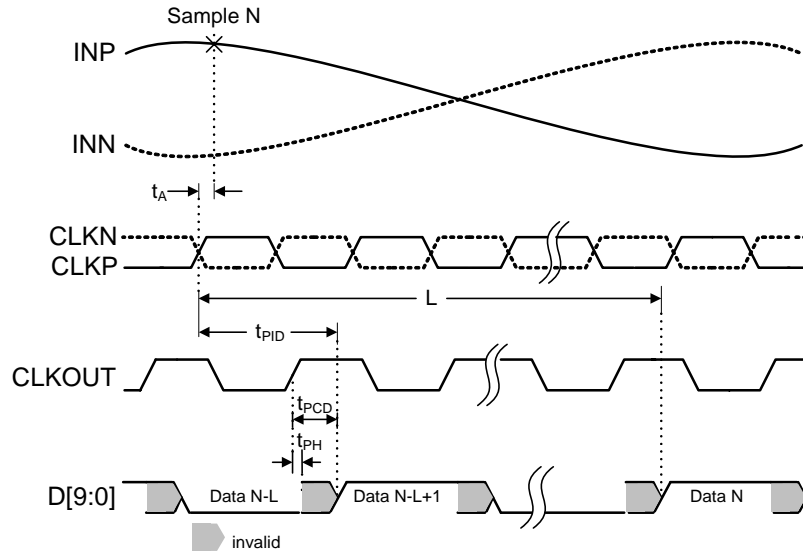 Sample N
INP
INN
tA
CLKN
CLKP
L
tPID
CLKOUT
tPCD
tPH
D[9:0]
Data N-L
Data N-L+1
Data N
invalid